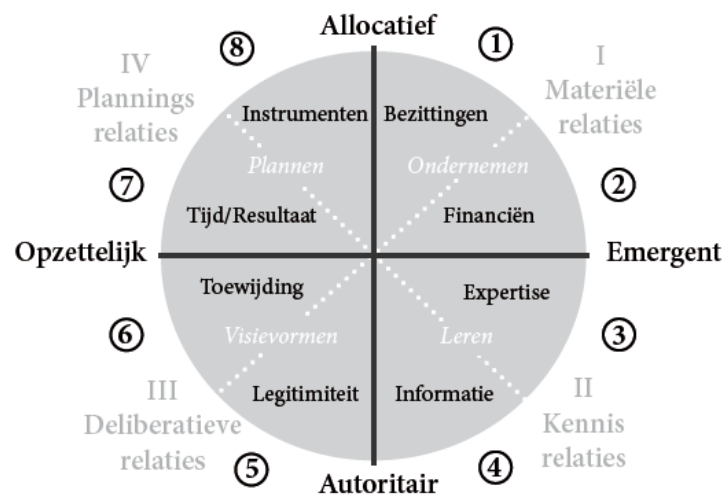 Allocatief
8
1
IV
Plannings
relaties
I
Materiële
relaties
Instrumenten
Bezittingen
Plannen
Ondernemen
7
2
Tijd/Resultaat
Financiën
Opzettelijk
Emergent
Toewijding
Expertise
6
3
Visievormen
Leren
III
Deliberatieve
relaties
II
Kennis
relaties
Legitimiteit
Informatie
5
4
Autoritair